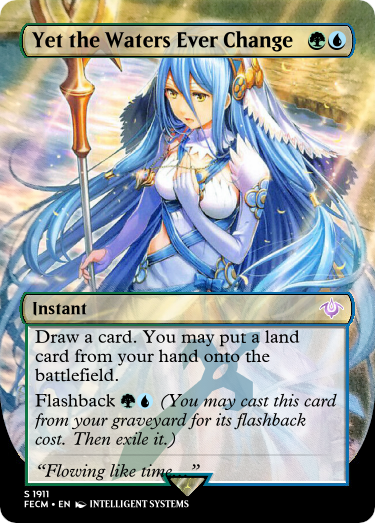 Yet the Waters Ever Change
Instant
Draw a card. You may put a land
card from your hand onto the
battlefield.
Flashback (You may cast this card
from your graveyard for its flashback
cost. Then exile it.)
“Flowing like time...”
S 1911
FECM • EN INTELLIGENT SYSTEMS